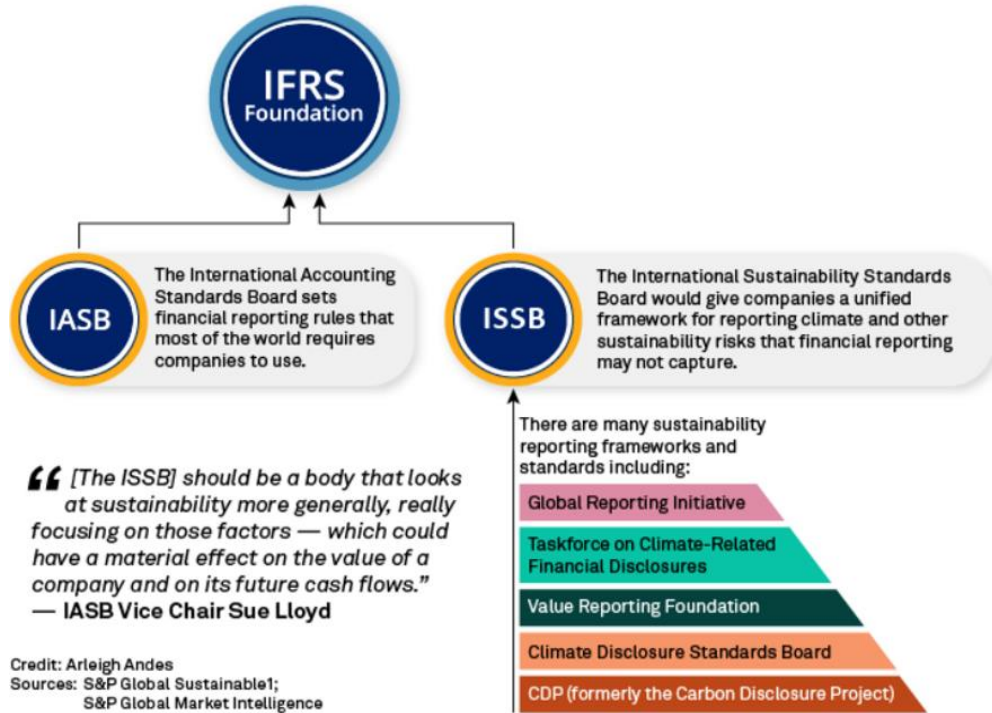 IFRS
Foundation
IASB
The International Accounting
Standards Board sets
financial reporting rules that
most of the world requires
companies to use.
ISSB
The International Sustainability Standards
Board would give companies a unified
framework for reporting climate and other
sustainability risks that financial reporting
may not capture.
“ [The ISSB] should be a body that looks
at sustainability more generally, really
focusing on those factors — which could
have a material effect on the value of a
company and on its future cash flows.”
— IASB Vice Chair Sue Lloyd
There are many sustainability
reporting frameworks and
standards including:
Global Reporting Initiative
Taskforce on Climate-Related
Financial Disclosures
Value Reporting Foundation
Climate Disclosure Standards Board
CDP (formerly the Carbon Disclosure Project)
Credit: Arleigh Andes
Sources: S&P Global Sustainable1;
S&P Global Market Intelligence